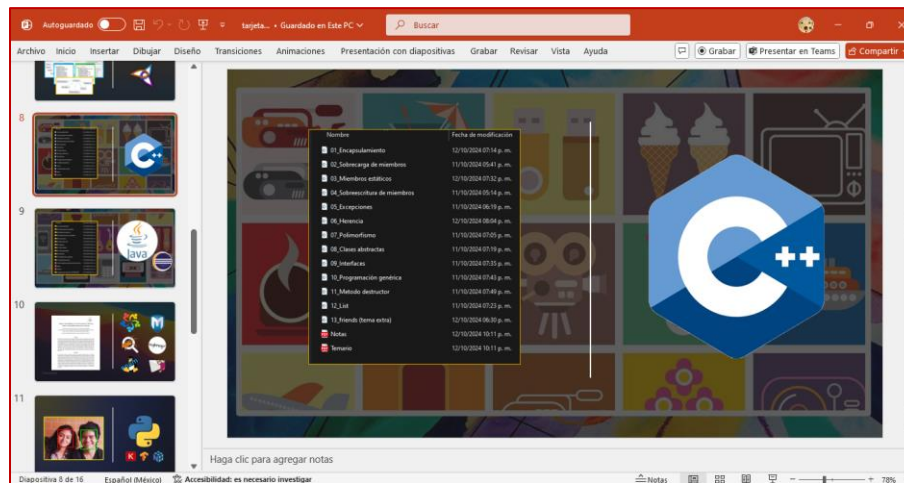 Autoguardado tarjeta... • Guardado en Este PC Buscar
Archivo Inicio Insertar Dibujar Diseño Transiciones Animaciones Presentación con diapositivas Grabar Revisar Vista Ayuda Grabar Presentar en Teams Compartir
8
9
Java
10
11
Nombre Fecha de modificación
01_Encapsulamiento 12/10/2024 07:14 p. m.
02_Sobrecarga de miembros 11/10/2024 05:41 p. m.
03_Miembros estáticos 12/10/2024 07:32 p. m.
04_Sobreescritura de miembros 11/10/2024 05:14 p. m.
05_Excepciones 11/10/2024 06:19 p. m.
06_Herencia 12/10/2024 08:04 p. m.
07_Polimorfismo 11/10/2024 07:05 p. m.
08_Clases abstractas 11/10/2024 07:19 p. m.
09_Interfaces 11/10/2024 07:35 p. m.
10_Programación genérica 11/10/2024 07:43 p. m.
11_Metodo destructor 11/10/2024 07:49 p. m.
12_List 11/10/2024 07:23 p. m.
13_friends (tema extra) 12/10/2024 06:30 p. m.
Notas 12/10/2024 10:11 p. m.
Temario 12/10/2024 10:11 p. m.
C++
Haga clic para agregar notas
Diapositiva 8 de 16 Español (México) Accesibilidad: es necesario investigar Notas 78%